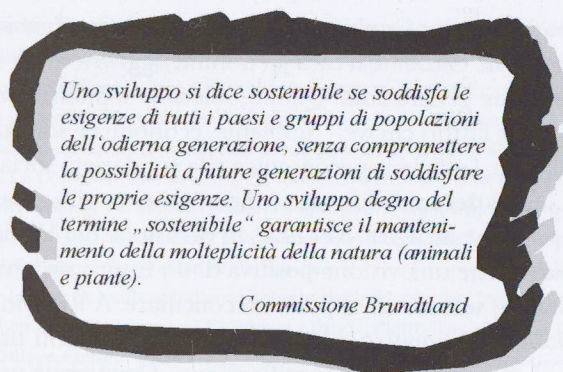 Uno sviluppo si dice sostenibile se soddisfa le
esigenze di tutti i paesi e gruppi di popolazioni
dell'odierna generazione, senza compromettere
la possibilità a future generazioni di soddisfare
le proprie esigenze. Uno sviluppo degno del
termine „sostenibile“ garantisce il manteni-
mento della molteplicità della natura (animali
e piante).
Commissione Brundtland